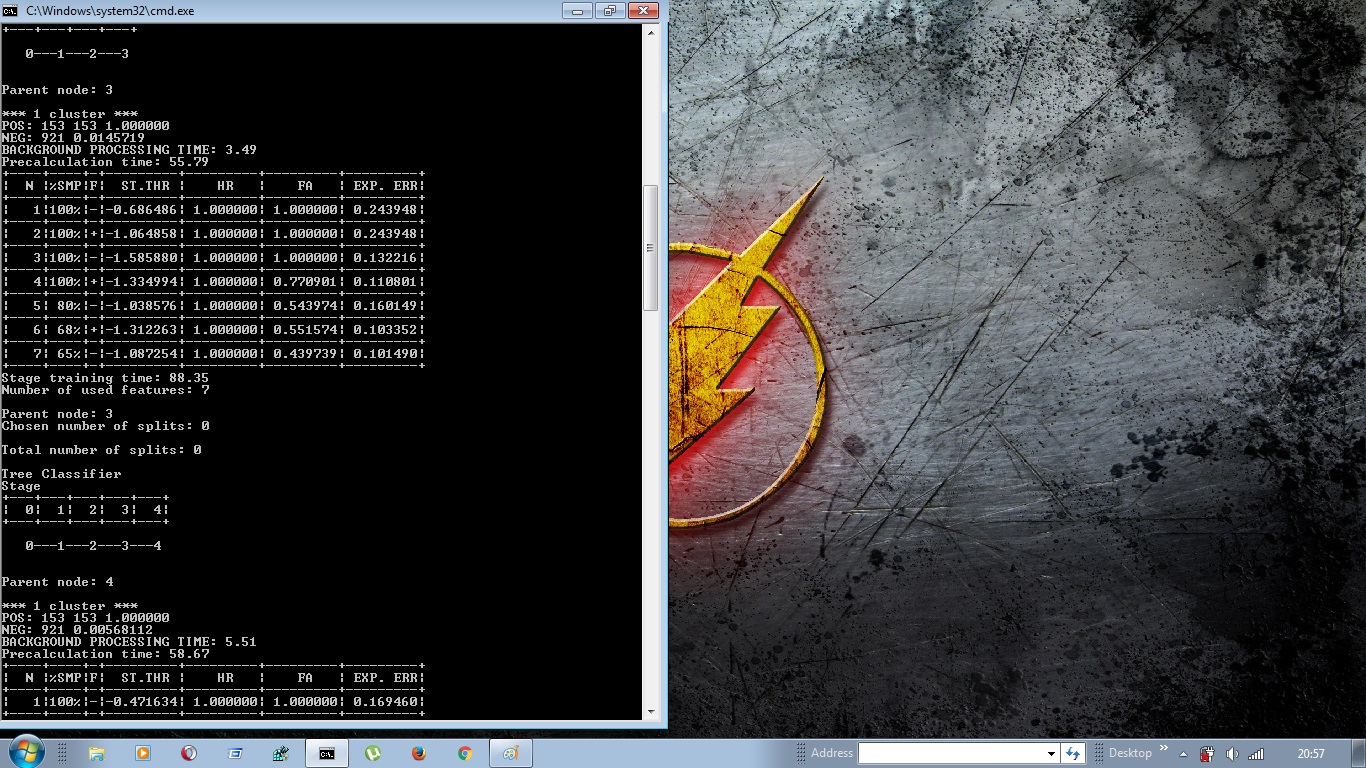 C:\Windows\system32\cmd.exe
+---+---+---+---+
0---1---2---3
Parent node: 3
*** 1 cluster ***
POS: 153 153 1.000000
NEG: 921 0.0145719
BACKGROUND PROCESSING TIME: 3.49
Precalculation time: 55.79
+----+----+-+---------+----------+---------+----------+
|  N |%SMP|F|  ST.THR |    HR    |    FA   | EXP. ERR|
+----+----+-+---------+----------+---------+----------+
|   1|100%|-|-0.686486| 1.000000| 1.000000| 0.243948|
+----+----+-+---------+----------+---------+----------+
|   2|100%|+|-1.064858| 1.000000| 1.000000| 0.243948|
+----+----+-+---------+----------+---------+----------+
|   3|100%|-|-1.585880| 1.000000| 1.000000| 0.132216|
+----+----+-+---------+----------+---------+----------+
|   4|100%|+|-1.334994| 1.000000| 0.770901| 0.110801|
+----+----+-+---------+----------+---------+----------+
|   5| 80%|-|-1.038576| 1.000000| 0.543974| 0.160149|
+----+----+-+---------+----------+---------+----------+
|   6| 68%|+|-1.312263| 1.000000| 0.551574| 0.103352|
+----+----+-+---------+----------+---------+----------+
|   7| 65%|-|-1.087254| 1.000000| 0.439739| 0.101490|
+----+----+-+---------+----------+---------+----------+
Stage training time: 88.35
Number of used features: 7
Parent node: 3
Chosen number of splits: 0
Total number of splits: 0
Tree Classifier
Stage
+---+---+---+---+---+
|  0|  1|  2|  3|  4|
+---+---+---+---+---+
0---1---2---3---4
Parent node: 4
*** 1 cluster ***
POS: 153 153 1.000000
NEG: 921 0.00568112
BACKGROUND PROCESSING TIME: 5.51
Precalculation time: 58.67
+----+----+-+---------+----------+---------+----------+
|  N |%SMP|F|  ST.THR |    HR    |    FA   | EXP. ERR|
+----+----+-+---------+----------+---------+----------+
|   1|100%|-|-0.471634| 1.000000| 1.000000| 0.169460|
+----+----+-+---------+----------+---------+----------+
Address Desktop » 20:57